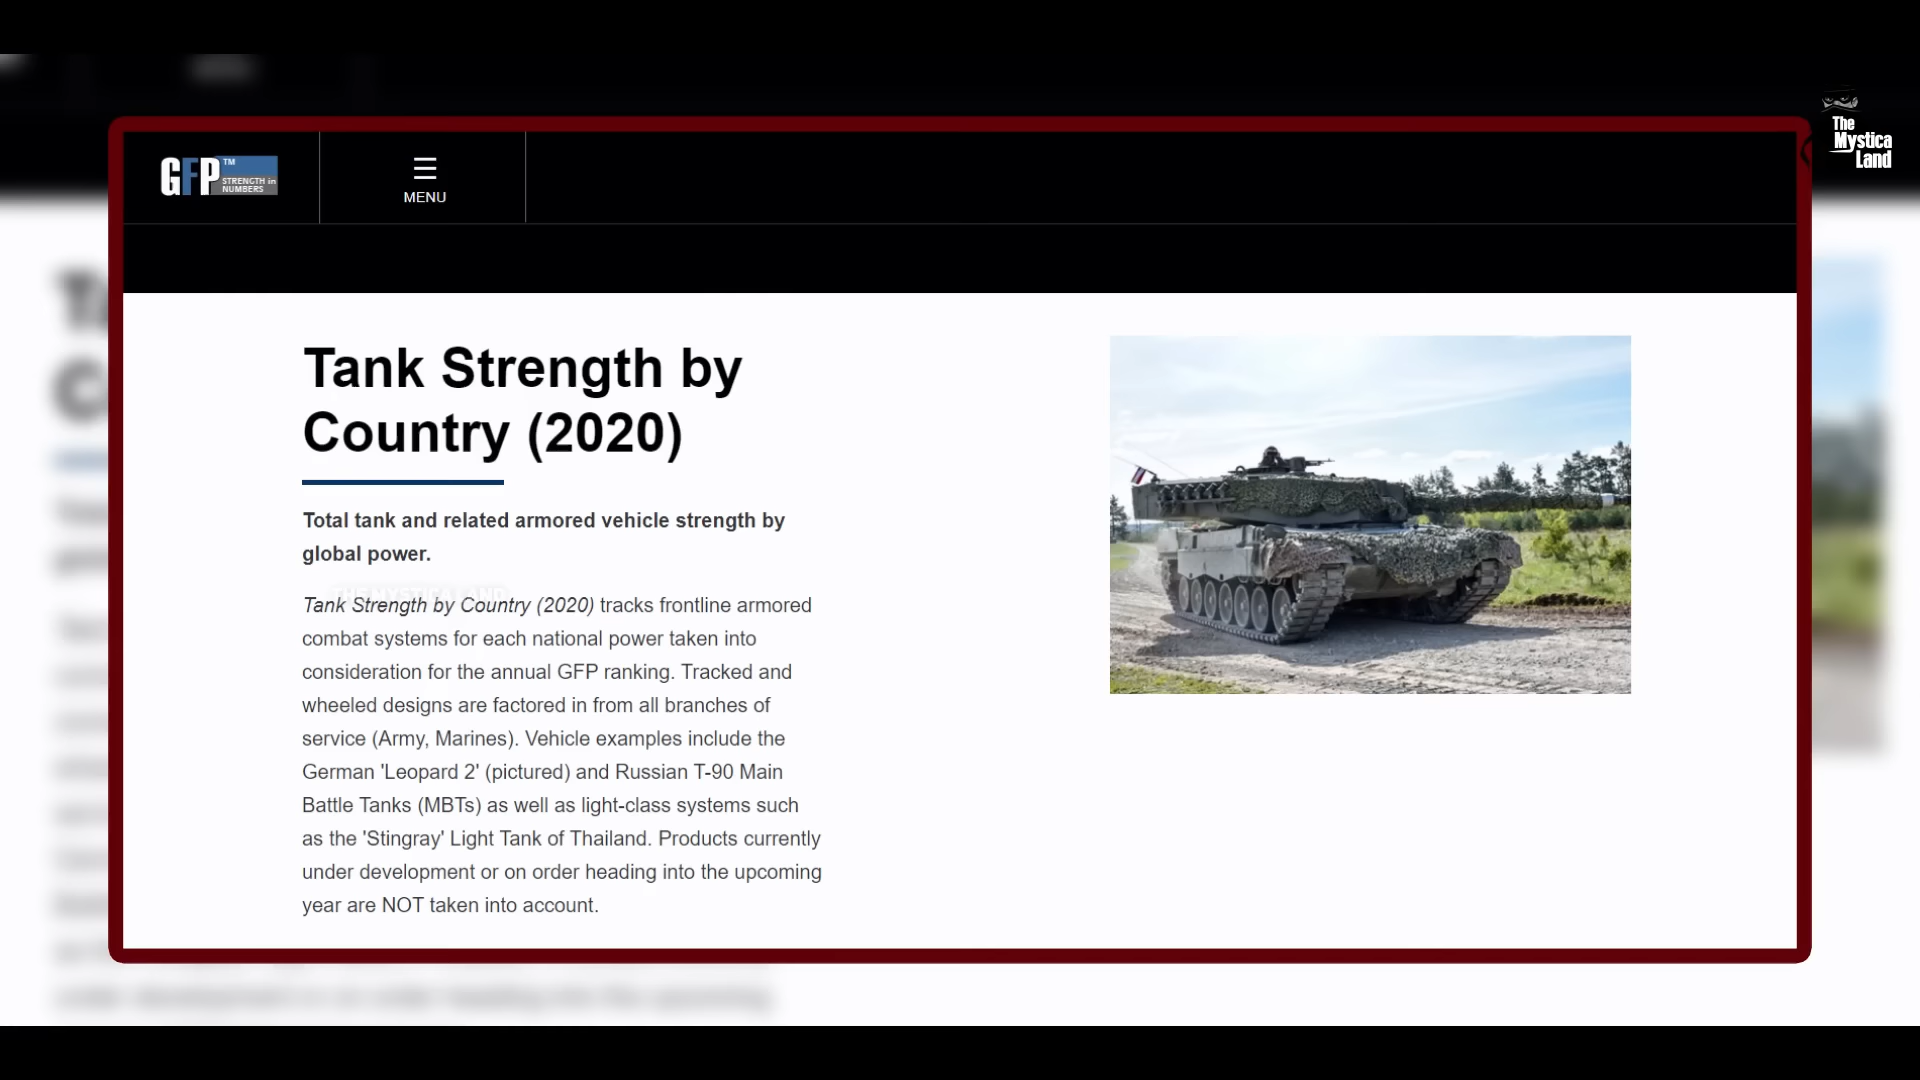 The
Mystica
Land
GFP™
STRENGTH in
NUMBERS
MENU
Tank Strength by
Country (2020)
Total tank and related armored vehicle strength by
global power.
THE MYSTICA LAND
Tank Strength by Country (2020) tracks frontline armored
combat systems for each national power taken into
consideration for the annual GFP ranking. Tracked and
wheeled designs are factored in from all branches of
service (Army, Marines). Vehicle examples include the
German 'Leopard 2' (pictured) and Russian T-90 Main
Battle Tanks (MBTs) as well as light-class systems such
as the 'Stingray' Light Tank of Thailand. Products currently
under development or on order heading into the upcoming
year are NOT taken into account.